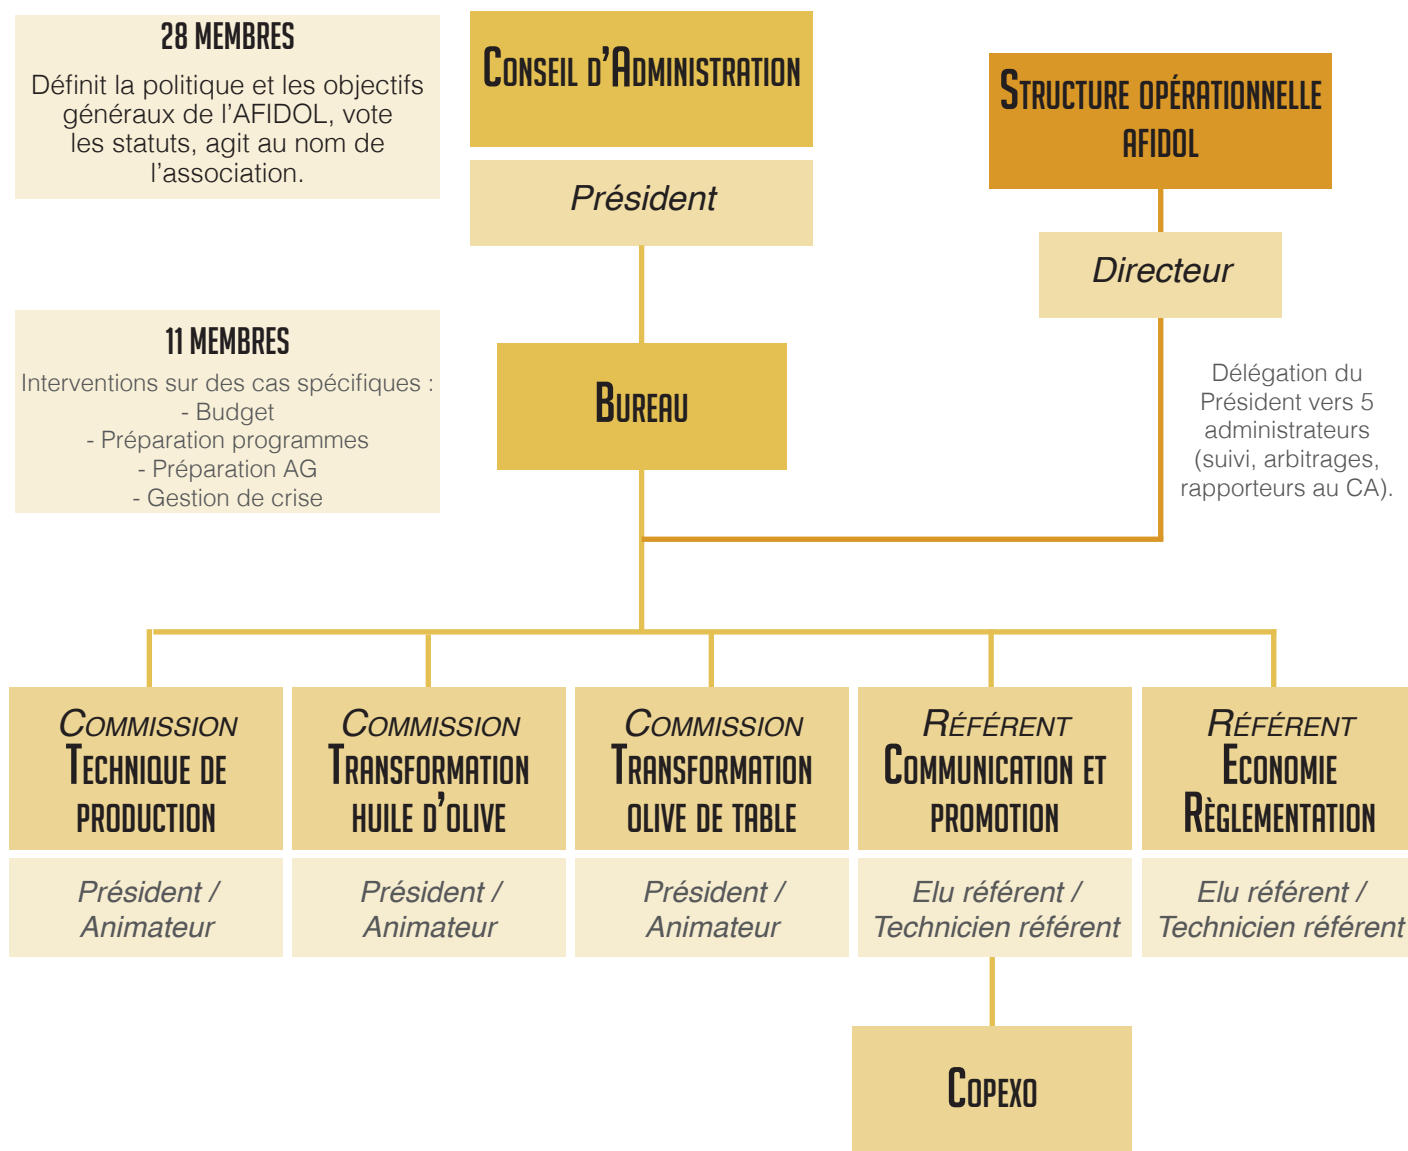 28 MEMBRES
Définit la politique et les objectifs
généraux de l'AFIDOL, vote
les statuts, agit au nom de
l'association.
CONSEIL D'ADMINISTRATION
Président
STRUCTURE OPÉRATIONNELLE
AFIDOL
Directeur
11 MEMBRES
Interventions sur des cas spécifiques :
- Budget
- Préparation programmes
- Préparation AG
- Gestion de crise
BUREAU
Délégation du
Président vers 5
administrateurs
(suivi, arbitrages,
rapporteurs au CA).
COMMISSION
TECHNIQUE DE
PRODUCTION
Président /
Animateur
COMMISSION
TRANSFORMATION
HUILE D'OLIVE
Président /
Animateur
COMMISSION
TRANSFORMATION
OLIVE DE TABLE
Président /
Animateur
RÉFÉRENT
COMMUNICATION ET
PROMOTION
Elu référent /
Technicien référent
RÉFÉRENT
ECONOMIE
RÈGLEMENTATION
Elu référent /
Technicien référent
COPEXO